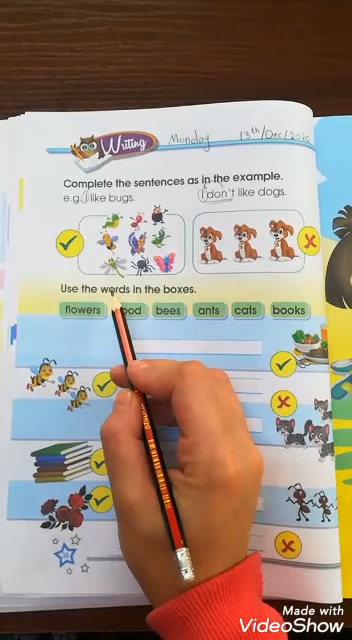 Writing Monday 13th/Dec/2020
Complete the sentences as in the example.
e.g. I like bugs. I don't like dogs.
Use the words in the boxes.
flowers bees ants cats books
Made with
VideoShow